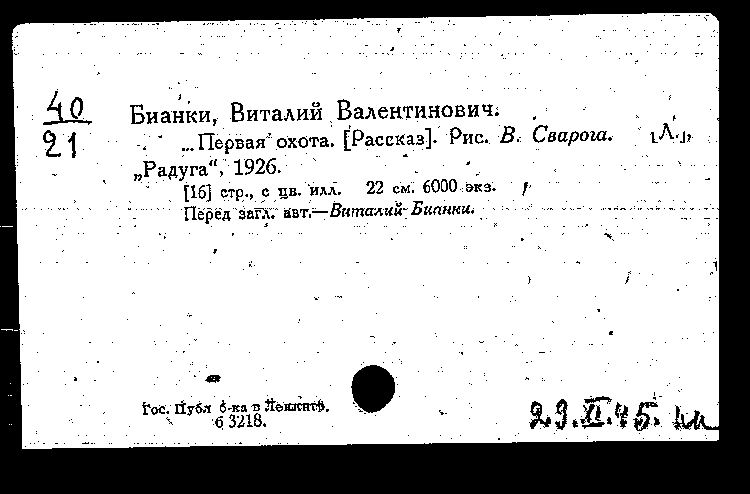 40
21
Бианки, Виталий Валентинович.
...Первая охота. [Рассказ]. Рис. В. Сварога. [Л.],
„Радуга“, 1926.
[16] стр., с цв. илл. 22 см. 6000 экз.
Перед загл. авт.—Виталий Бианки.
Гос. Публ б-ка в Ленингр.
б 3218.
29.XI.45.